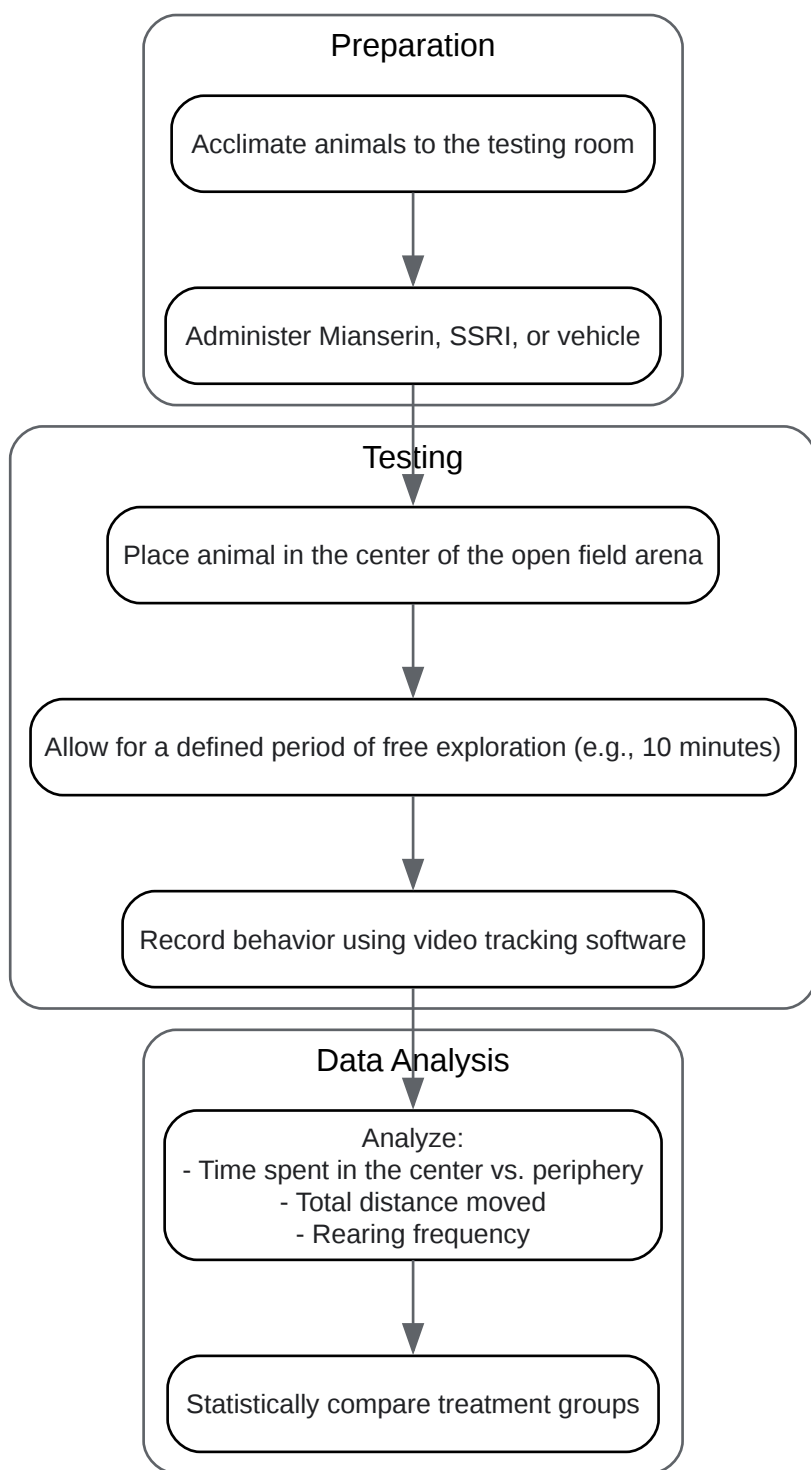 Preparation
Acclimate animals to the testing room
Administer Mianserin, SSRI, or vehicle
Testing
Place animal in the center of the open field arena
Allow for a defined period of free exploration (e.g., 10 minutes)
Record behavior using video tracking software
Data Analysis
Analyze:
- Time spent in the center vs. periphery
- Total distance moved
- Rearing frequency
Statistically compare treatment groups